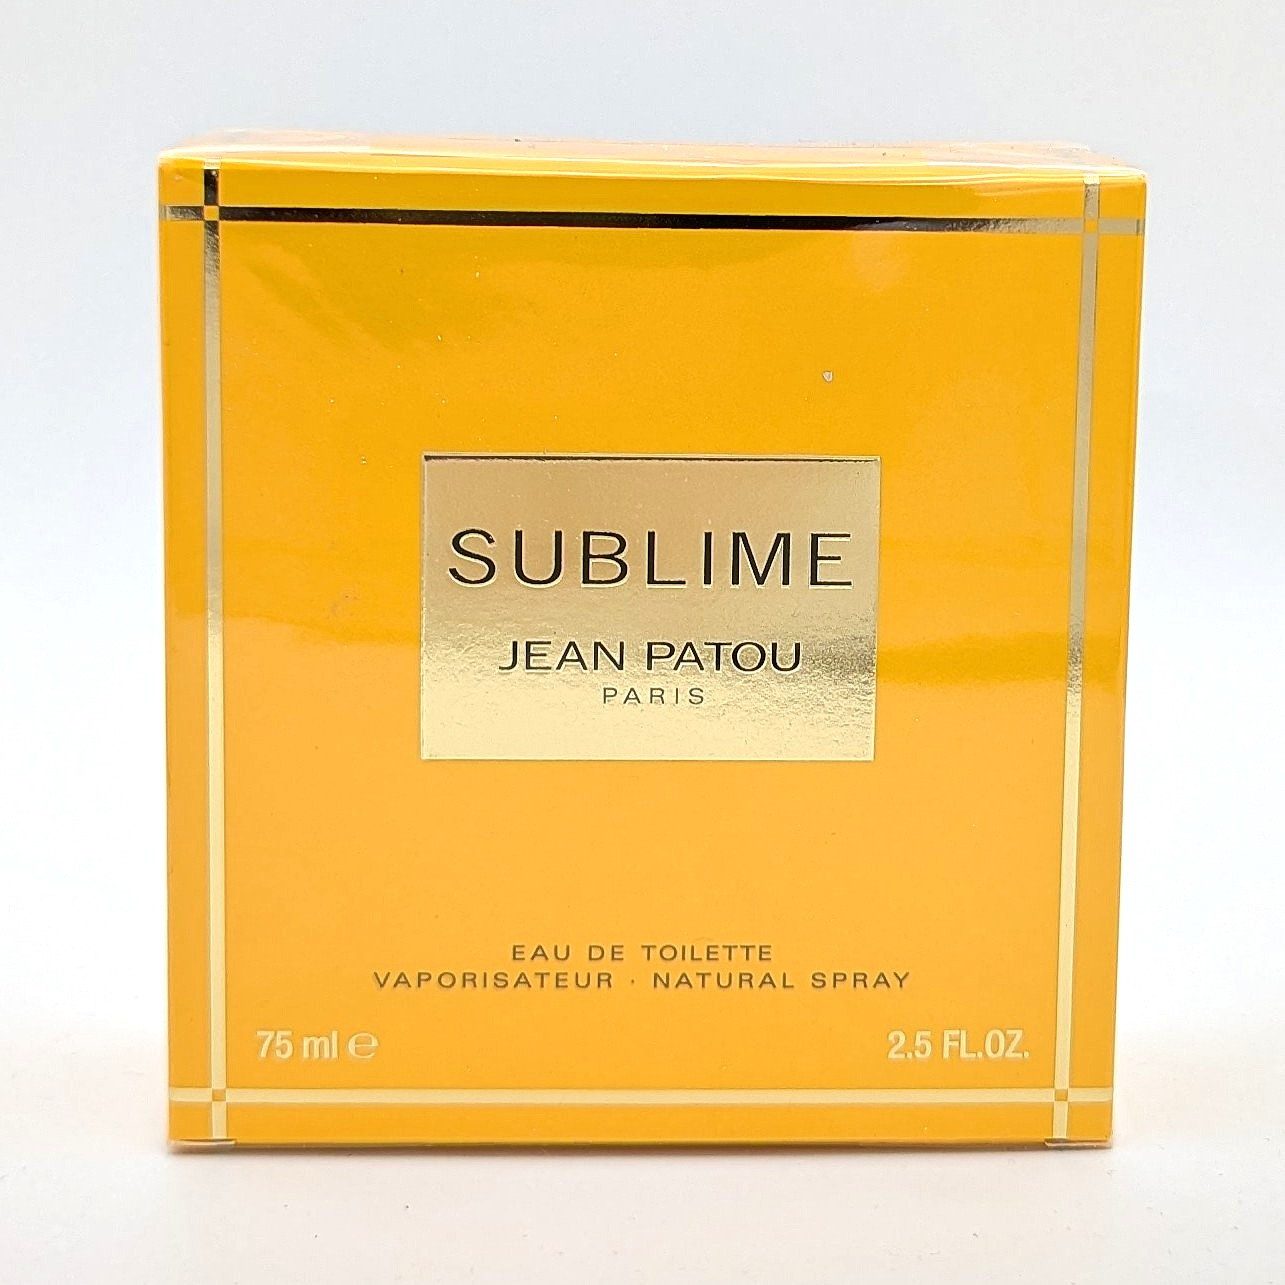 SUBLIME
JEAN PATOU
PARIS
EAU DE TOILETTE
VAPORISATEUR · NATURAL SPRAY
75 ml ℮ 2.5 FL.OZ.